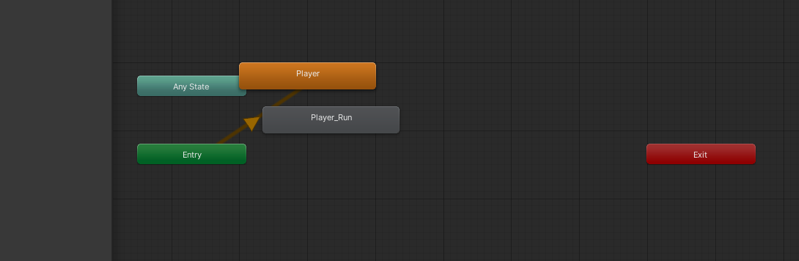 Player
Any State
Player_Run
Entry
Exit